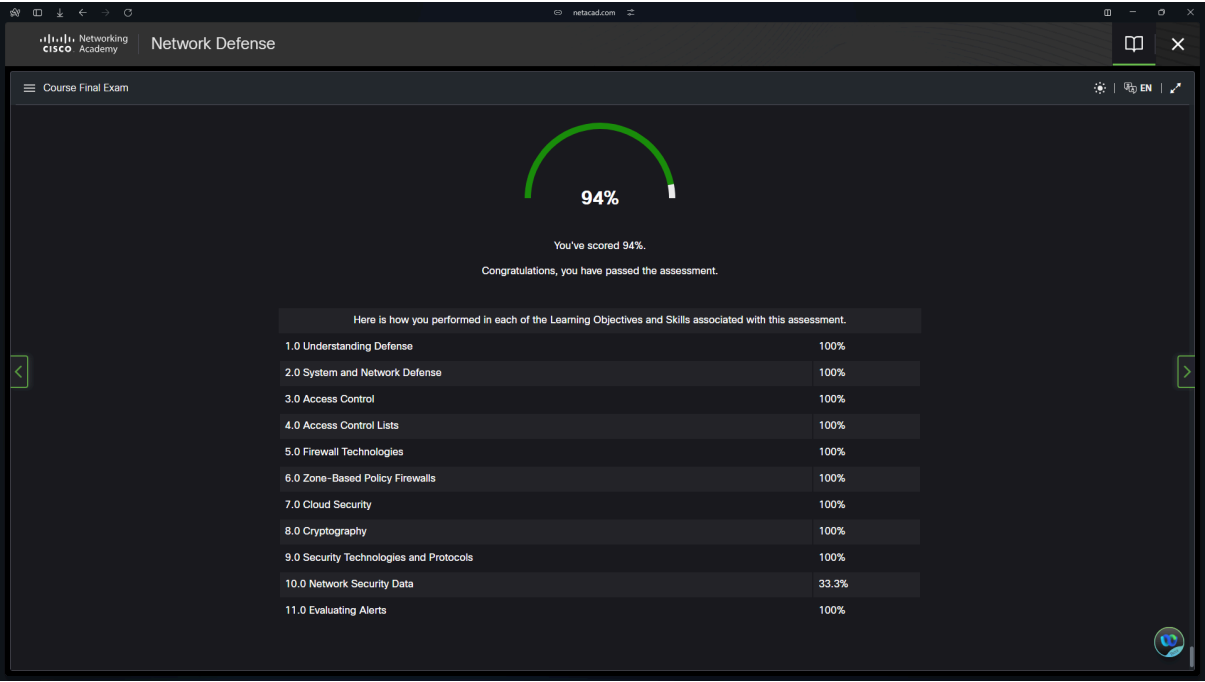 netacad.com
Networking
CISCO Academy
Network Defense
Course Final Exam
EN
94%
You've scored 94%.
Congratulations, you have passed the assessment.
Here is how you performed in each of the Learning Objectives and Skills associated with this assessment.
1.0 Understanding Defense 100%
2.0 System and Network Defense 100%
3.0 Access Control 100%
4.0 Access Control Lists 100%
5.0 Firewall Technologies 100%
6.0 Zone-Based Policy Firewalls 100%
7.0 Cloud Security 100%
8.0 Cryptography 100%
9.0 Security Technologies and Protocols 100%
10.0 Network Security Data 33.3%
11.0 Evaluating Alerts 100%